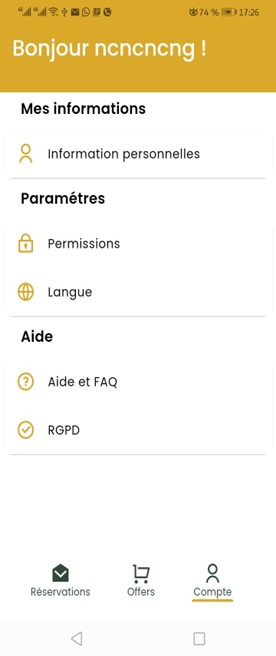 74 % 17:26
Bonjour ncncncng !
Mes informations
Information personnelles
Paramétres
Permissions
Langue
Aide
Aide et FAQ
RGPD
Réservations Offers Compte